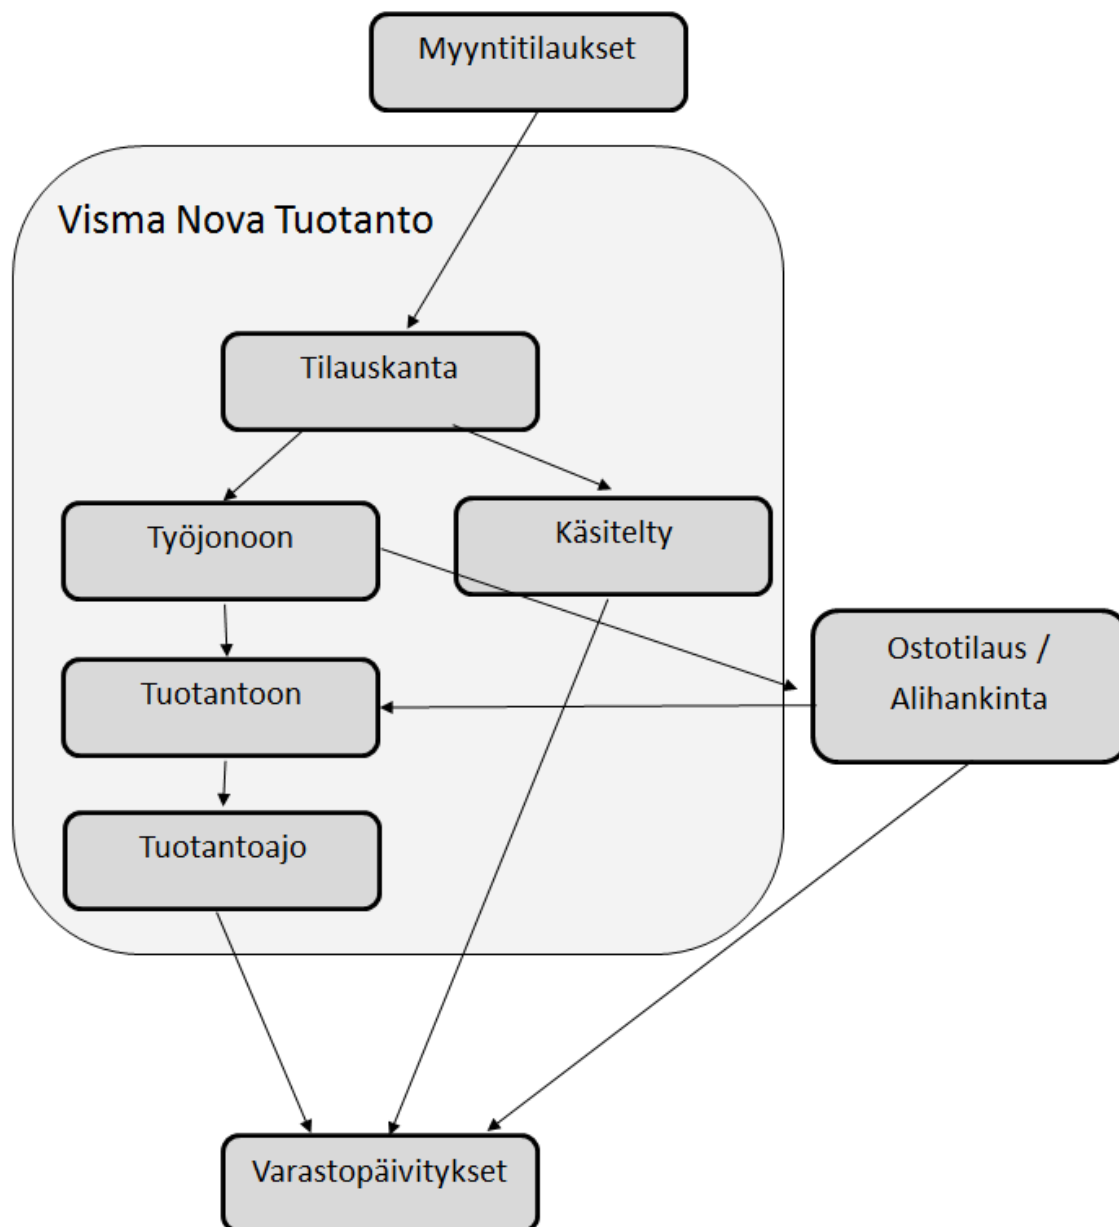 Myyntitilaukset
Visma Nova Tuotanto
Tilauskanta
Työjonoon
Käsitelty
Ostotilaus /
Alihankinta
Tuotantoon
Tuotantoajo
Varastopäivitykset